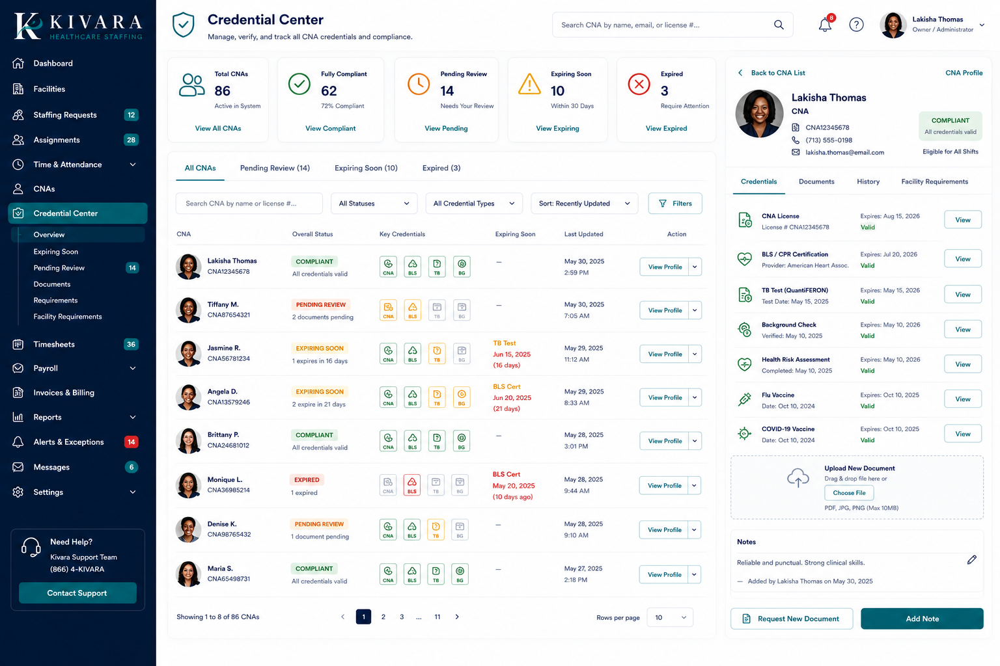 KIVARA
HEALTHCARE STAFFING
Dashboard
Facilities
Staffing Requests 12
Assignments 28
Time & Attendance
CNAs
Credential Center
Overview
Expiring Soon
Pending Review 14
Documents
Requirements
Facility Requirements
Timesheets 36
Payroll
Invoices & Billing
Reports
Alerts & Exceptions 14
Messages 6
Settings
Need Help?
Kivara Support Team
(866) 4-KIVARA
Contact Support
Credential Center
Manage, verify, and track all CNA credentials and compliance.
Search CNA by name, email, or license #...
8
?
Lakisha Thomas
Owner / Administrator
Total CNAs
86
Active in System
View All CNAs
Fully Compliant
62
72% Compliant
View Compliant
Pending Review
14
Needs Your Review
View Pending
Expiring Soon
10
Within 30 Days
View Expiring
Expired
3
Require Attention
View Expired
All CNAs Pending Review (14) Expiring Soon (10) Expired (3)
Search CNA by name or license #... All Statuses All Credential Types Sort: Recently Updated Filters
CNA Overall Status Key Credentials Expiring Soon Last Updated Action
Lakisha Thomas
CNA12345678
COMPLIANT
All credentials valid
CNA BLS TB BG
—
May 30, 2025
2:59 PM
View Profile
Tiffany M.
CNA87654321
PENDING REVIEW
2 documents pending
CNA BLS TB BG
—
May 30, 2025
7:05 AM
View Profile
Jasmine R.
CNA56781234
EXPIRING SOON
1 expires in 16 days
CNA BLS TB BG
TB Test
Jun 15, 2025
(16 days)
May 29, 2025
11:12 AM
View Profile
Angela D.
CNA13579246
EXPIRING SOON
2 expire in 21 days
CNA BLS TB BG
BLS Cert
Jun 20, 2025
(21 days)
May 29, 2025
8:33 AM
View Profile
Brittany P.
CNA24681012
COMPLIANT
All credentials valid
CNA BLS TB BG
—
May 28, 2025
3:01 PM
View Profile
Monique L.
CNA36985214
EXPIRED
1 expired
CNA BLS TB BG
BLS Cert
May 20, 2025
(10 days ago)
May 28, 2025
9:44 AM
View Profile
Denise K.
CNA98765432
PENDING REVIEW
1 document pending
CNA BLS TB BG
—
May 28, 2025
9:10 AM
View Profile
Maria S.
CNA65498731
COMPLIANT
All credentials valid
CNA BLS TB BG
—
May 27, 2025
2:18 PM
View Profile
Showing 1 to 8 of 86 CNAs
1 2 3 ... 11
Rows per page 10
Back to CNA List
CNA Profile
Lakisha Thomas
CNA
CNA12345678
(713) 555-0198
lakisha.thomas@email.com
COMPLIANT
All credentials valid
Eligible for All Shifts
Credentials Documents History Facility Requirements
CNA License
License # CNA12345678
Expires: Aug 15, 2026
Valid
View
BLS / CPR Certification
Provider: American Heart Assoc.
Expires: Jul 20, 2026
Valid
View
TB Test (QuantiFERON)
Test Date: May 15, 2025
Expires: May 15, 2026
Valid
View
Background Check
Verified: May 10, 2025
Expires: May 10, 2026
Valid
View
Health Risk Assessment
Completed: May 10, 2025
Expires: May 10, 2026
Valid
View
Flu Vaccine
Date: Oct 10, 2024
Expires: Oct 10, 2025
Valid
View
COVID-19 Vaccine
Date: Oct 10, 2024
Expires: Oct 10, 2025
Valid
View
Upload New Document
Drag & drop file here or
Choose File
PDF, JPG, PNG (Max 10MB)
Notes
Reliable and punctual. Strong clinical skills.
— Added by Lakisha Thomas on May 30, 2025
Request New Document
Add Note